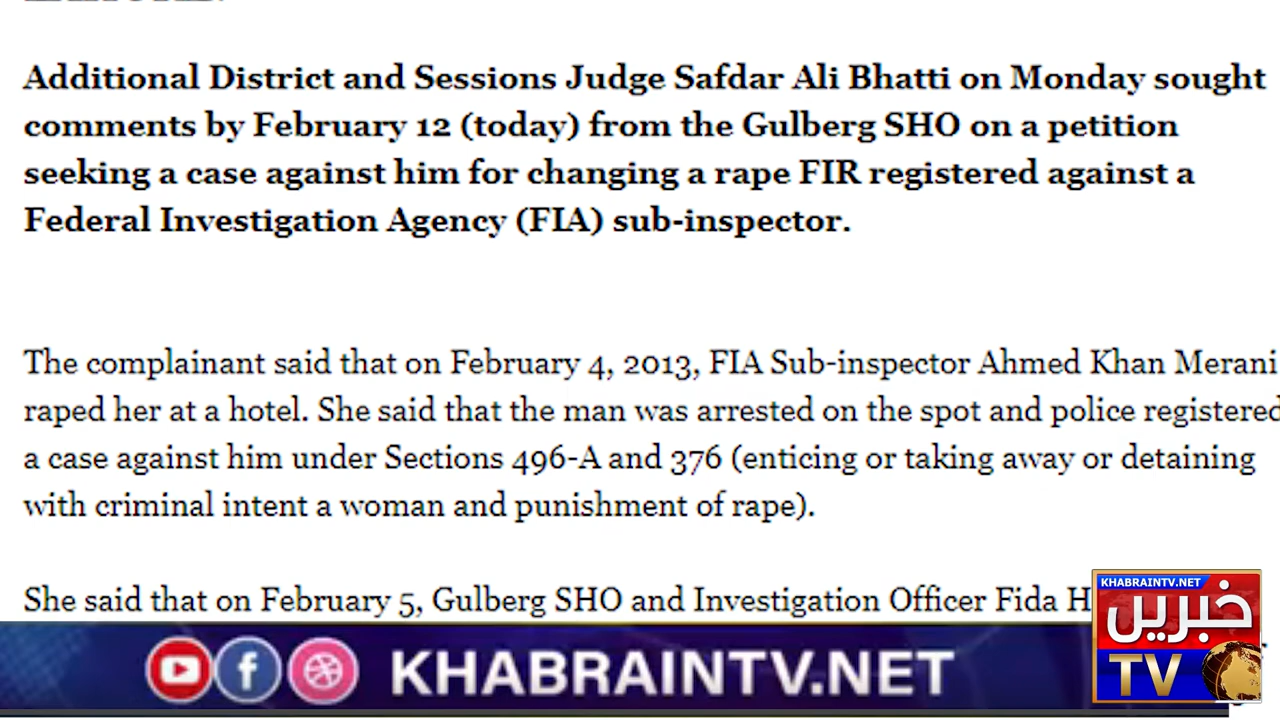 Additional District and Sessions Judge Safdar Ali Bhatti on Monday sought
comments by February 12 (today) from the Gulberg SHO on a petition
seeking a case against him for changing a rape FIR registered against a
Federal Investigation Agency (FIA) sub-inspector.
The complainant said that on February 4, 2013, FIA Sub-inspector Ahmed Khan Merani
raped her at a hotel. She said that the man was arrested on the spot and police registered
a case against him under Sections 496-A and 376 (enticing or taking away or detaining
with criminal intent a woman and punishment of rape).
She said that on February 5, Gulberg SHO and Investigation Officer Fida H
KHABRAINTV.NET
خبریں
TV
KHABRAINTV.NET